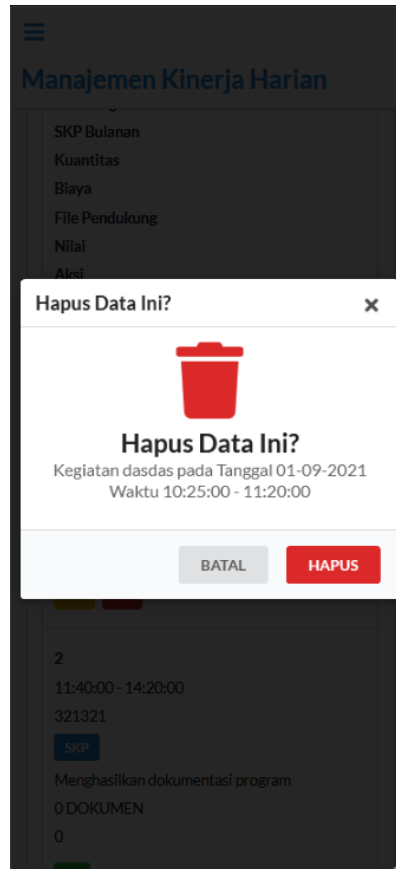 Manajemen Kinerja Harian
SKP Bulanan
Kuantitas
Biaya
File Pendukung
Nilai
Aksi
Hapus Data Ini?
Hapus Data Ini?
Kegiatan dasdas pada Tanggal 01-09-2021
Waktu 10:25:00 - 11:20:00
BATAL
HAPUS
2
11:40:00 - 14:20:00
321321
SKP
Menghasilkan dokumentasi program
0 DOKUMEN
0